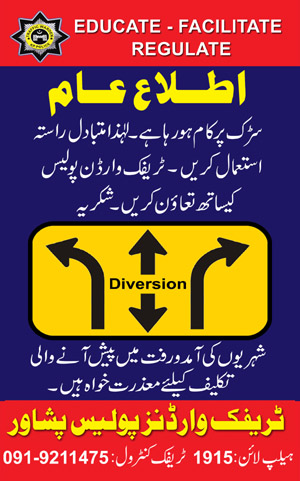 EDUCATE - FACILITATE
REGULATE
اطلاع عام
سڑک پر کام ہو رہا ہے۔ لہٰذا متبادل راستہ
استعمال کریں۔ ٹریفک وارڈن پولیس
کیساتھ تعاون کریں۔ شکریہ
Diversion
شہریوں کی آمدورفت میں پیش آنے والی
تکلیف کیلئے معذرت خواہ ہیں۔
ٹریفک وارڈنز پولیس پشاور
ہیلپ لائن: 1915 ٹریفک کنٹرول: 091-9211475